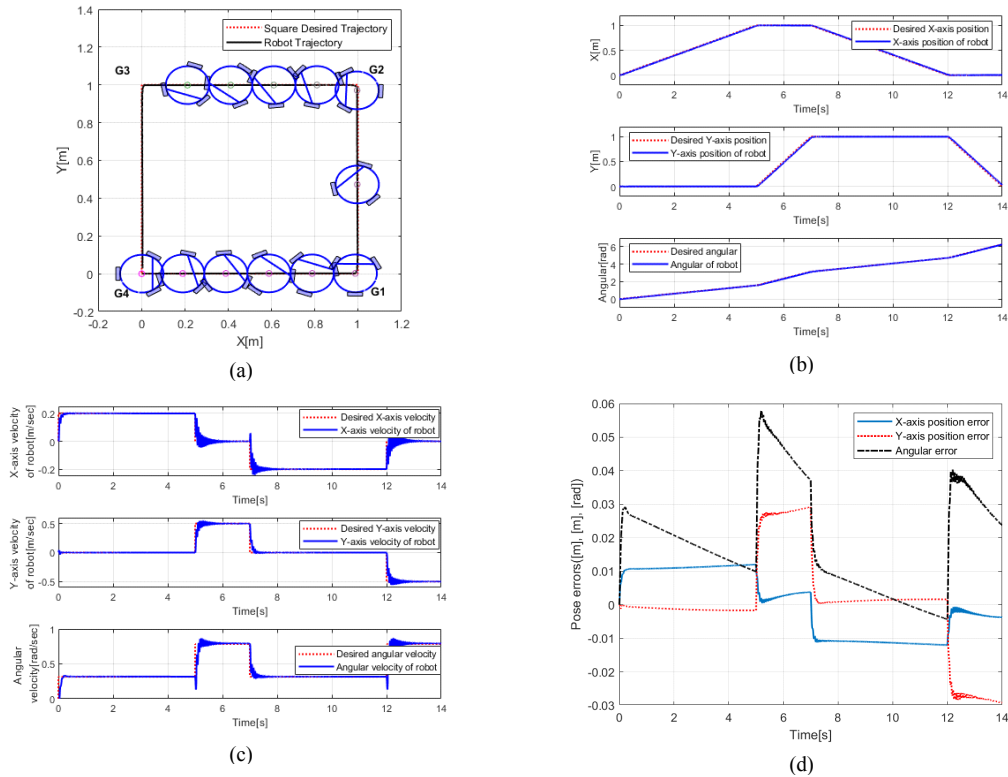 1.4
1.2
1
0.8
0.6
0.4
0.2
0
-0.2
Y[m]
Square Desired Trajectory
Robot Trajectory
G3
G2
G4
G1
-0.2 0 0.2 0.4 0.6 0.8 1 1.2
X[m]
(a)
1
0.5
0
X[m]
Desired X-axis position
X-axis position of robot
0 2 4 6 8 10 12 14
Time[s]
1
0.5
0
Y[m]
Desired Y-axis position
Y-axis position of robot
0 2 4 6 8 10 12 14
Time[s]
6
4
2
0
Angular[rad]
Desired angular
Angular of robot
0 2 4 6 8 10 12 14
Time[s]
(b)
0.2
0
-0.2
X-axis velocity
of robot[m/sec]
Desired X-axis velocity
X-axis velocity of robot
0 2 4 6 8 10 12 14
Time[s]
0.5
0
-0.5
Y-axis velocity
of robot[m/sec]
Desired Y-axis velocity
Y-axis velocity of robot
0 2 4 6 8 10 12 14
Time[s]
1
0.5
0
Angular
velocity[rad/sec]
Desired angular velocity
Angular velocity of robot
0 2 4 6 8 10 12 14
Time[s]
(c)
0.06
0.05
0.04
0.03
0.02
0.01
0
-0.01
-0.02
-0.03
Pose errors([m], [m], [rad])
X-axis position error
Y-axis position error
Angular error
0 2 4 6 8 10 12 14
Time[s]
(d)